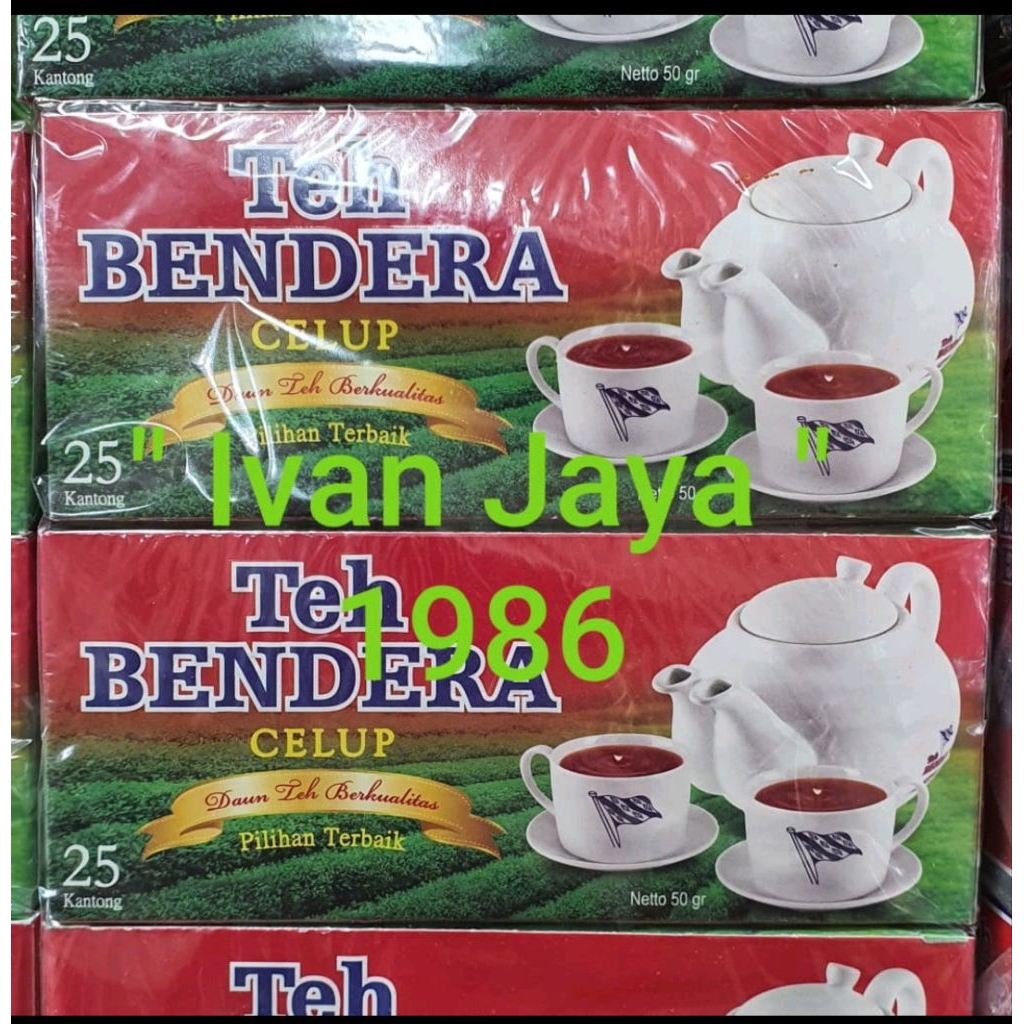 25
Kantong
Netto 50 gr
Teh
BENDERA
CELUP
Daun Teh Berkualitas
Pilihan Terbaik
25
Kantong
" Ivan Jaya "
1986
Teh
BENDERA
CELUP
Daun Teh Berkualitas
Pilihan Terbaik
25
Kantong
Netto 50 gr
Teh